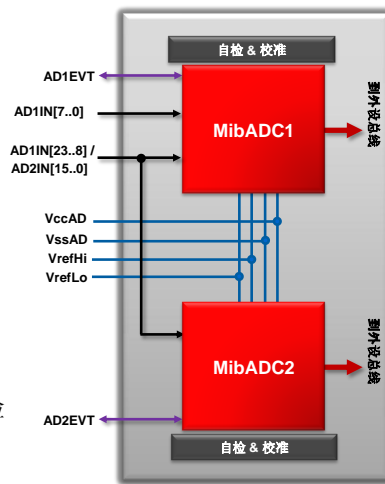 自检 & 校准
AD1EVT
AD1IN[7..0]
MibADC1
到外设总线
AD1IN[23..8] /
AD2IN[15..0]
VccAD
VssAD
VrefHi
VrefLo
MibADC2
到外设总线
AD2EVT
自检 & 校准